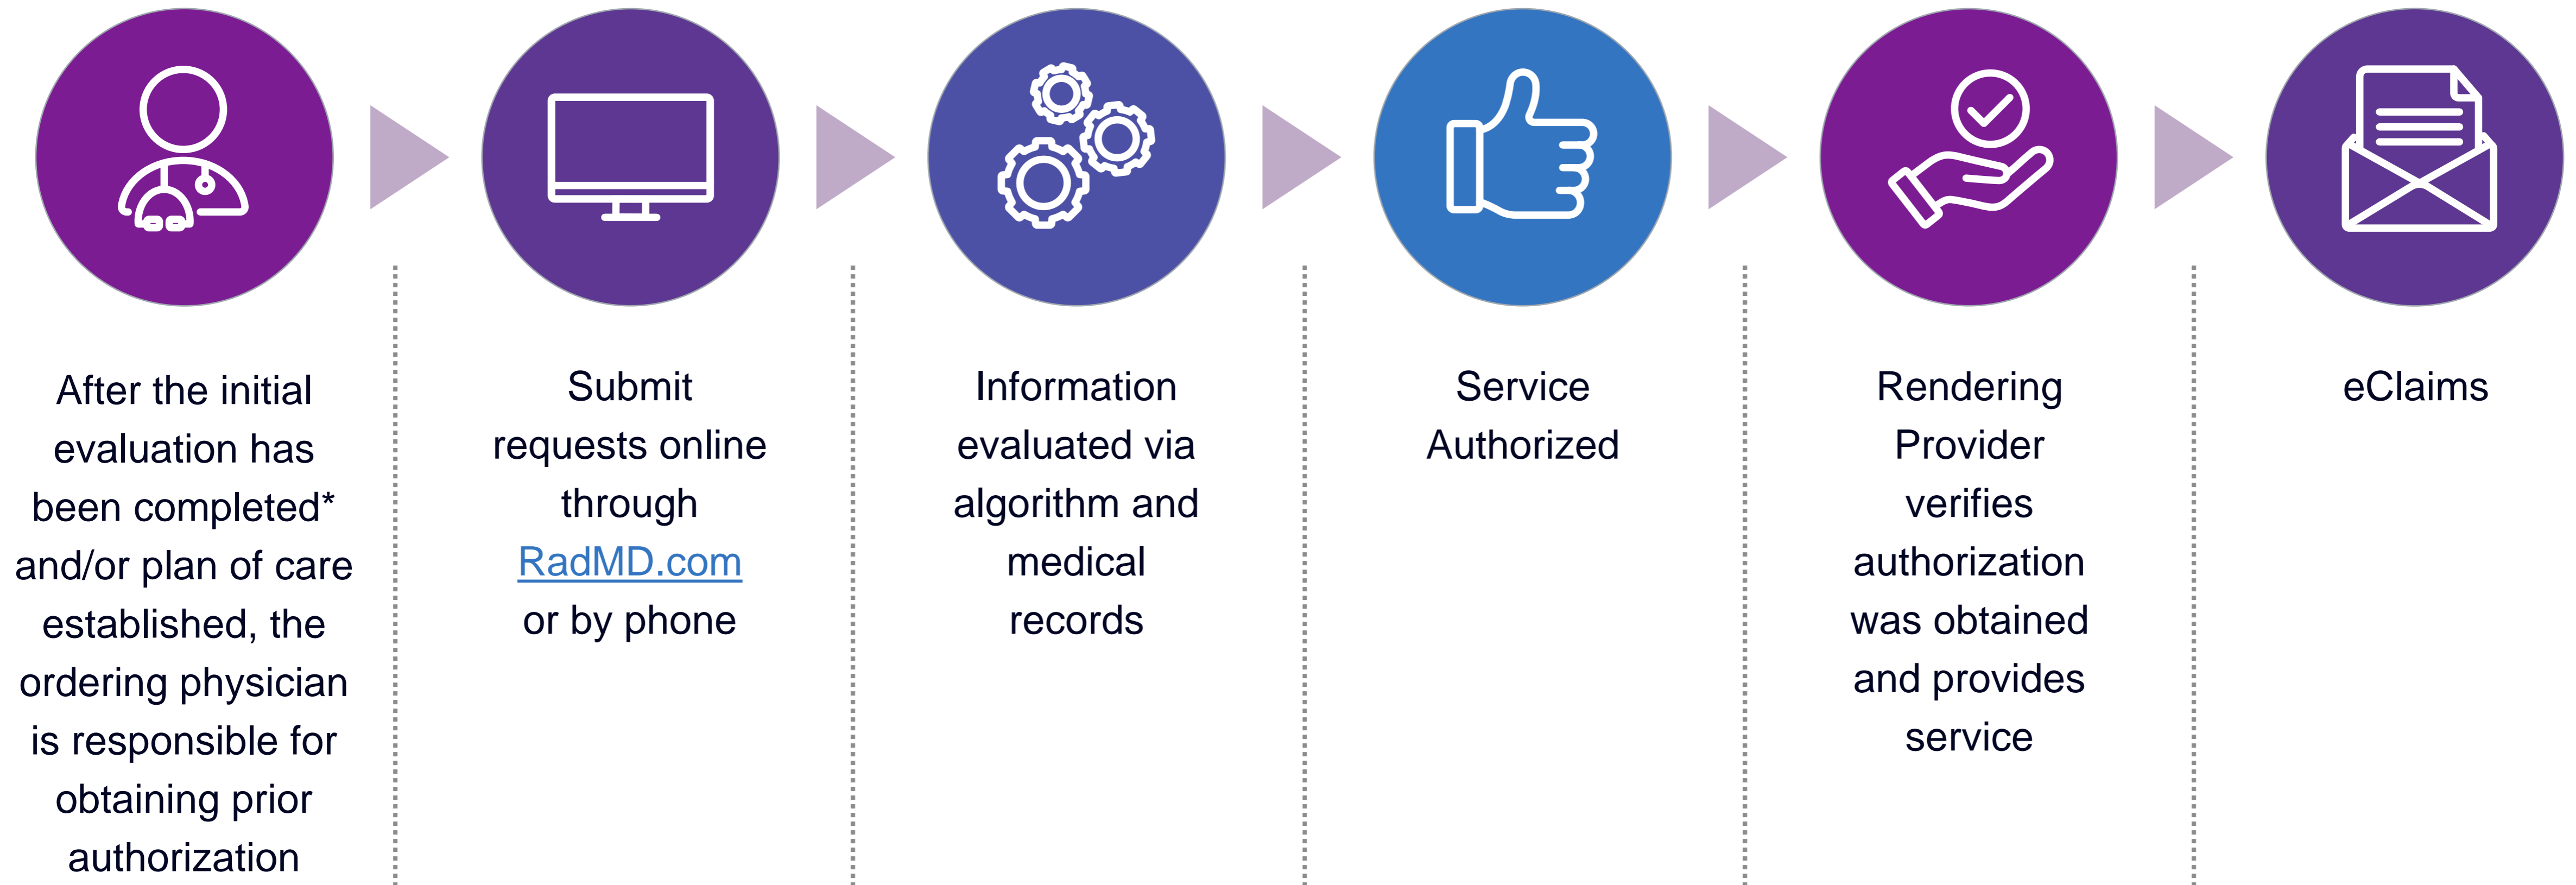 After the initial
evaluation has
been completed*
and/or plan of care
established, the
ordering physician
is responsible for
obtaining prior
authorization
Submit
requests online
through
RadMD.com
or by phone
Information
evaluated via
algorithm and
medical
records
Service
Authorized
Rendering
Provider
verifies
authorization
was obtained
and provides
service
eClaims